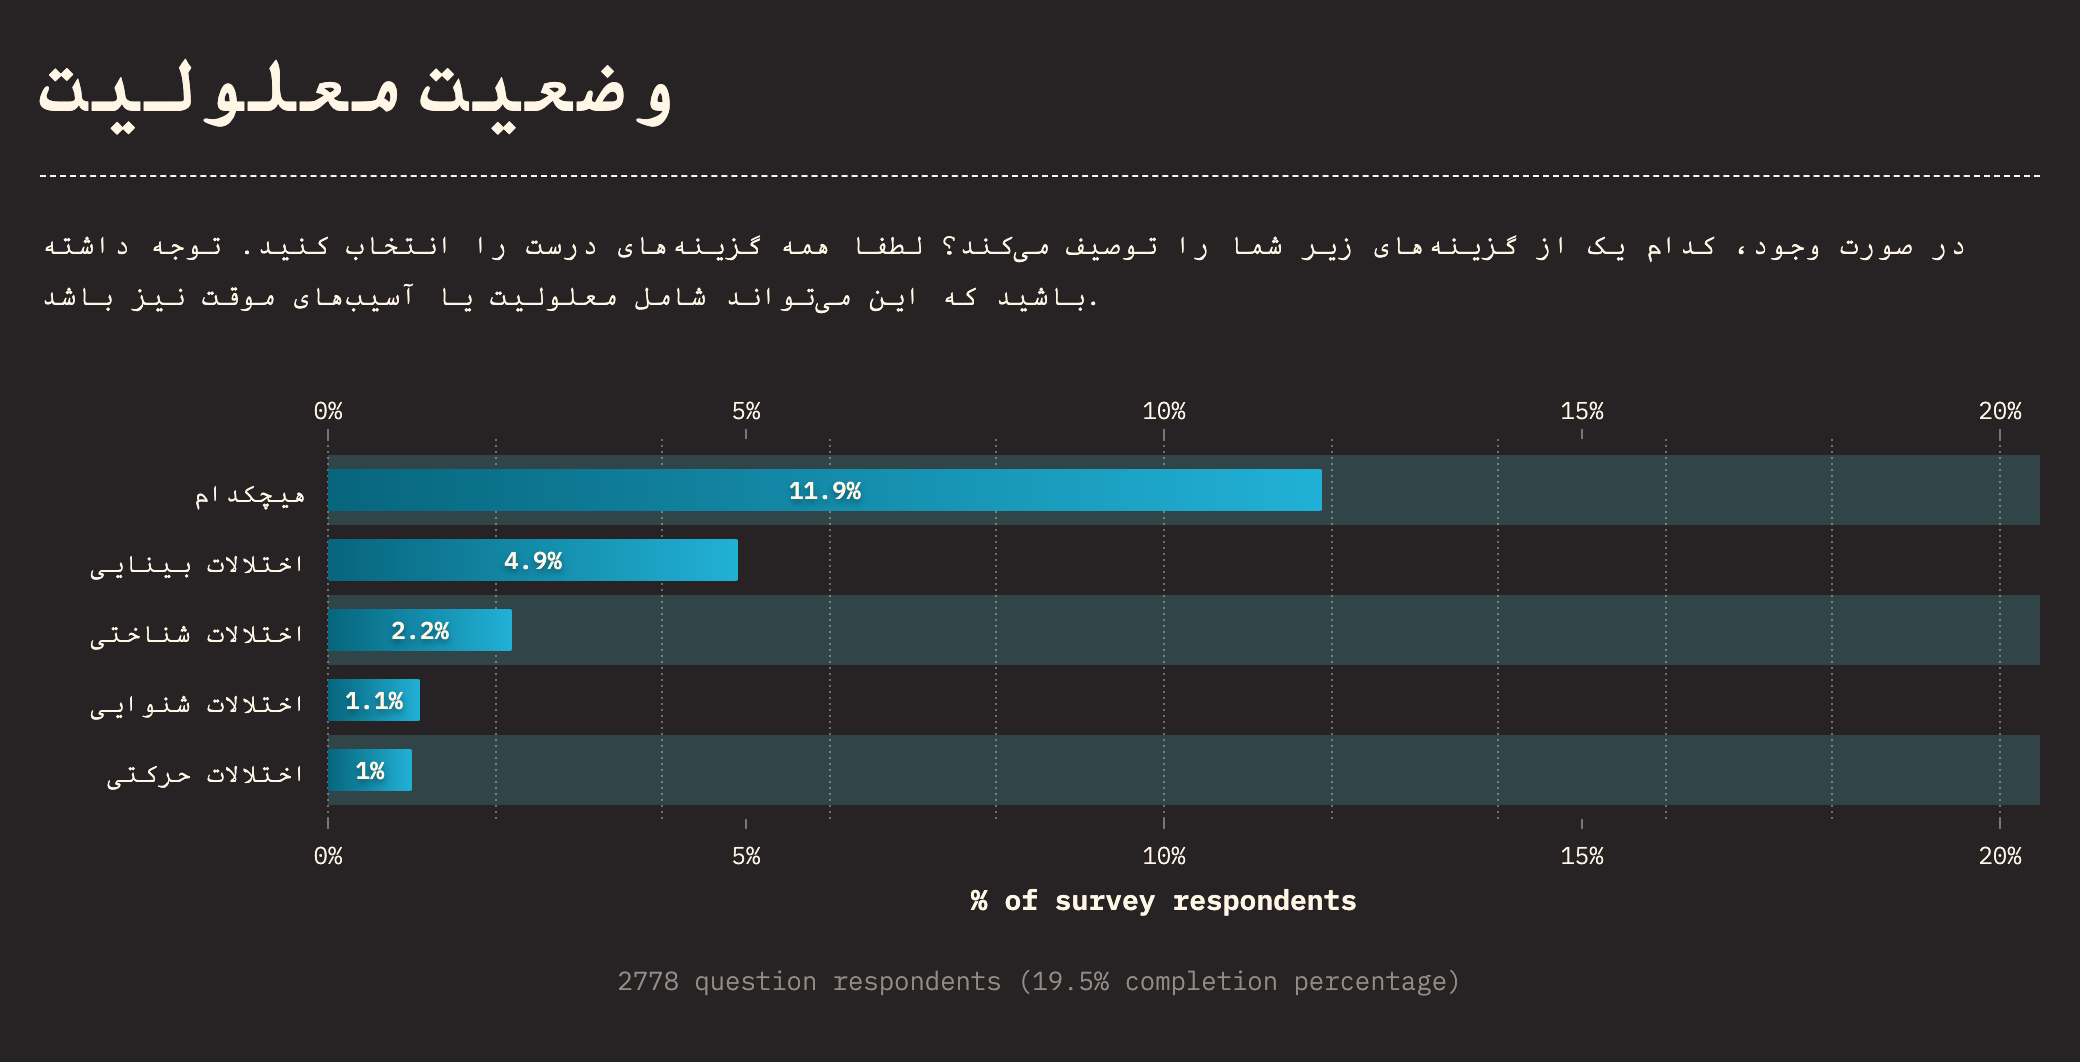 وضعیت معلولیت
در صورت وجود، کدام یک از گزینه‌های زیر شما را توصیف می‌کند؟ لطفا همه گزینه‌های درست را انتخاب کنید. توجه داشته
باشید که این می‌تواند شامل معلولیت یا آسیب‌های موقت نیز باشد.
0% 5% 10% 15% 20%
هیچکدام 11.9%
اختلالات بینایی 4.9%
اختلالات شناختی 2.2%
اختلالات شنوایی 1.1%
اختلالات حرکتی 1%
0% 5% 10% 15% 20%
% of survey respondents
2778 question respondents (19.5% completion percentage)